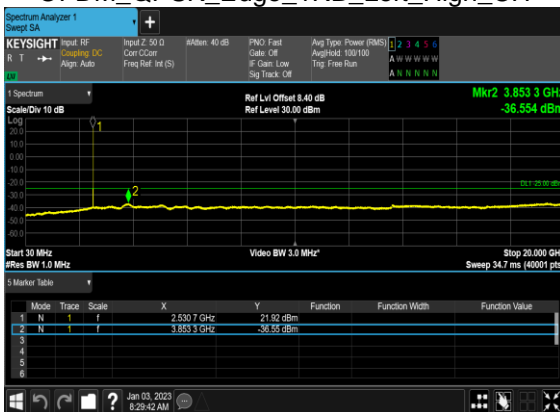 Spectrum Analyzer 1
Swept SA
KEYSIGHT Input: RF Input Z: 50 Ω #Atten: 40 dB PNO: Fast Avg Type: Power (RMS) 1 2 3 4 5 6
R T Coupling: DC Corr CCorr Gate: Off Avg|Hold: 100/100 A W W W W W
Align: Auto Freq Ref: Int (S) IF Gain: Low Trig: Free Run
Sig Track: Off A N N N N N
1 Spectrum Ref Lvl Offset 8.40 dB Mkr2 3.853 3 GHz
Scale/Div 10 dB Ref Level 30.00 dBm -36.554 dBm
Log
20.0
10.0
0.00
-10.0
-20.0
-30.0
-40.0
-50.0
-60.0
1
2
DL1 -25.00 dBm
Start 30 MHz Video BW 3.0 MHz* Stop 20.000 GHz
#Res BW 1.0 MHz Sweep 34.7 ms (40001 pts)
5 Marker Table
Mode Trace Scale X Y Function Function Width Function Value
1 N 1 f 2.530 7 GHz 21.92 dBm
2 N 1 f 3.853 3 GHz -36.55 dBm
3
4
5
6
? Jan 03, 2023
8:29:42 AM